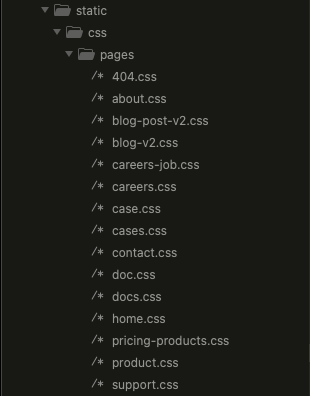 static
css
pages
/* 404.css
/* about.css
/* blog-post-v2.css
/* blog-v2.css
/* careers-job.css
/* careers.css
/* case.css
/* cases.css
/* contact.css
/* doc.css
/* docs.css
/* home.css
/* pricing-products.css
/* product.css
/* support.css